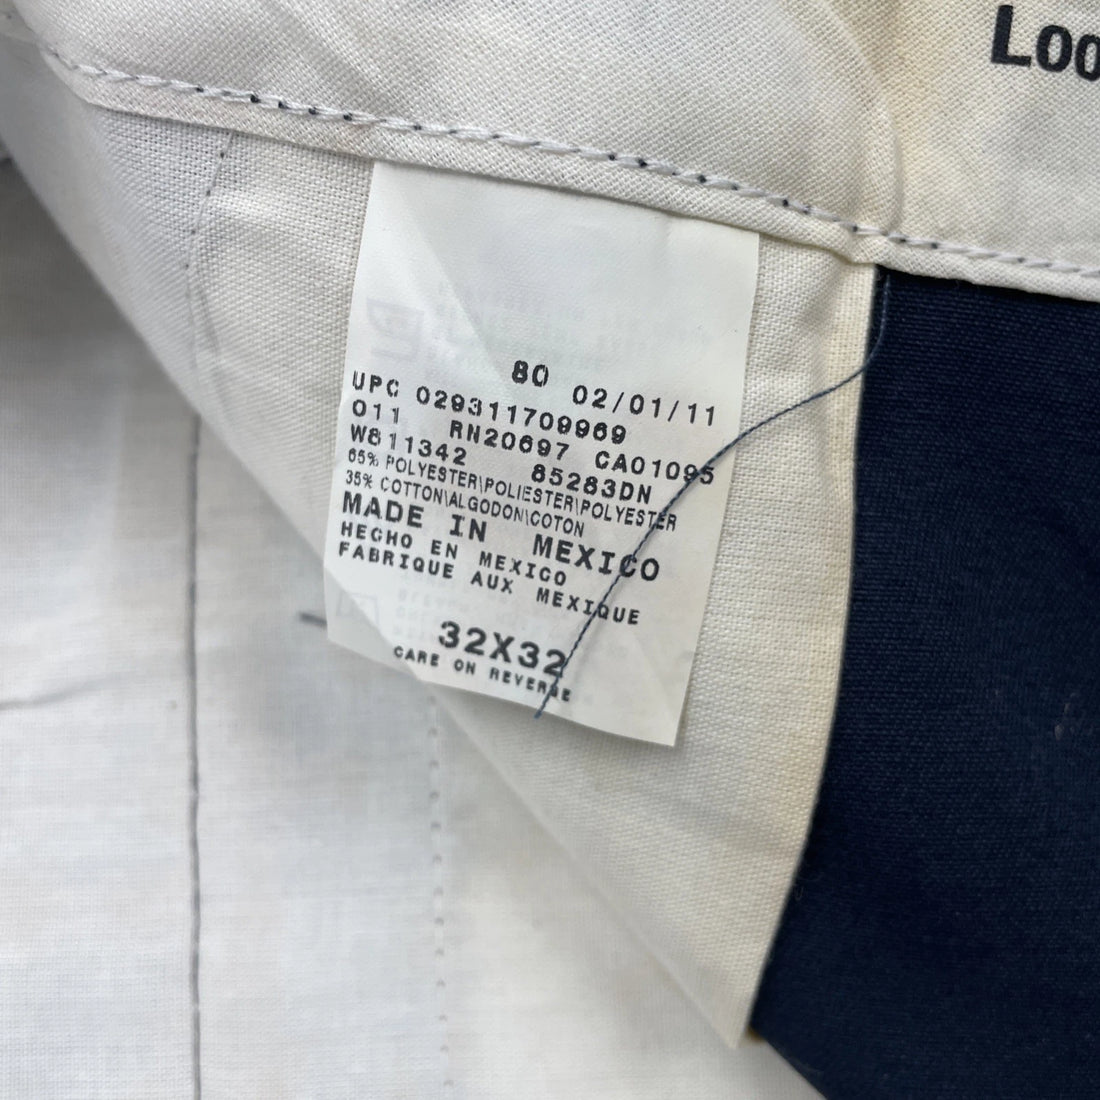 Loo
80 02/01/11
UPC 029311709969
011 RN20697 CA01095
W811342 85283DN
65% POLYESTER\POLIESTER\POLYESTER
35% COTTON\ALGODON\COTON
MADE IN MEXICO
HECHO EN MEXICO
FABRIQUE AUX MEXIQUE
32X32
CARE ON REVERSE